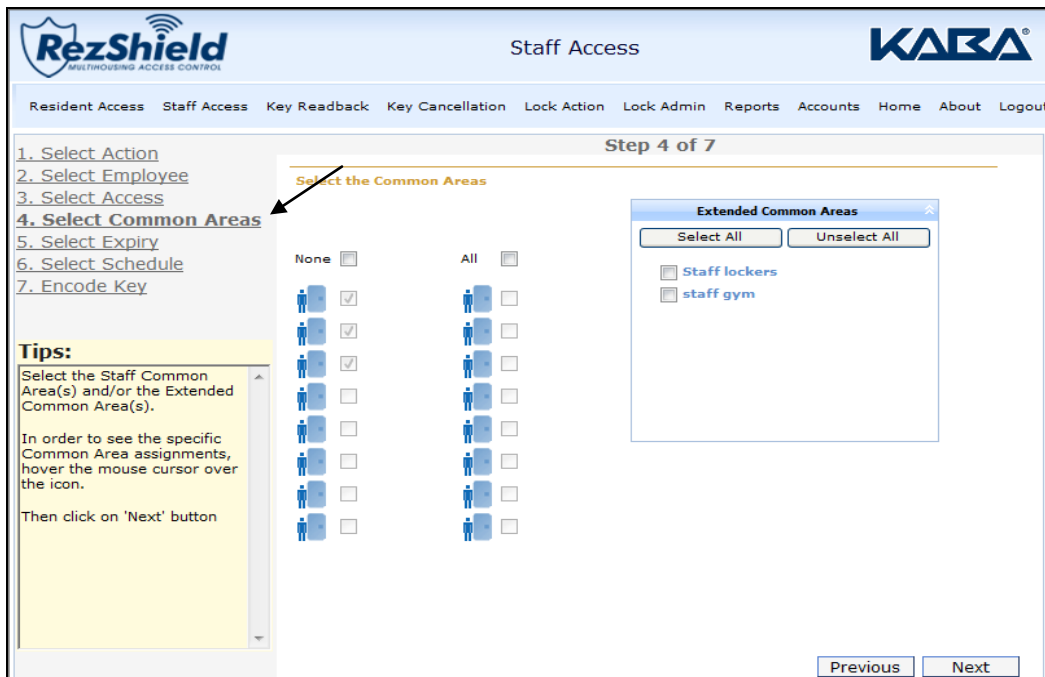 RezShield
MULTIHOUSING ACCESS CONTROL
Staff Access
KABA®
Resident Access Staff Access Key Readback Key Cancellation Lock Action Lock Admin Reports Accounts Home About Logout
1. Select Action
2. Select Employee
3. Select Access
4. Select Common Areas
5. Select Expiry
6. Select Schedule
7. Encode Key
Tips:
Select the Staff Common
Area(s) and/or the Extended
Common Area(s).
In order to see the specific
Common Area assignments,
hover the mouse cursor over
the icon.
Then click on 'Next' button
Step 4 of 7
Select the Common Areas
None All
Extended Common Areas
Select All Unselect All
Staff lockers
staff gym
Previous Next